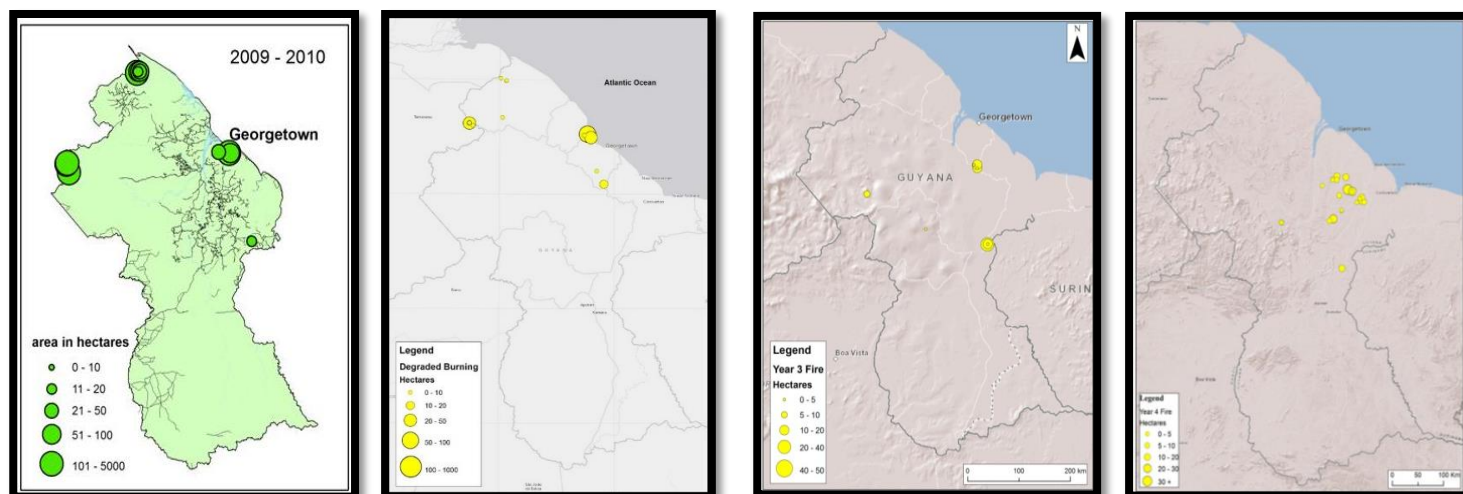 2009 - 2010
Georgetown
area in hectares
0 - 10
11 - 20
21 - 50
51 - 100
101 - 5000
Atlantic Ocean
Georgetown
GUYANA
Legend
Degraded Burning
Hectares
0 - 10
10 - 20
20 - 50
50 - 100
100 - 1000
N
Georgetown
GUYANA
SURIN
Boa Vista
Legend
Year 3 Fire
Hectares
0 - 5
5 - 10
10 - 20
20 - 40
40 - 50
0 100 200 km
Georgetown
Boa Vista
Legend
Year 4 Fire
Hectares
0 - 5
5 - 10
10 - 20
20 - 30
30 +
0 50 100 Km